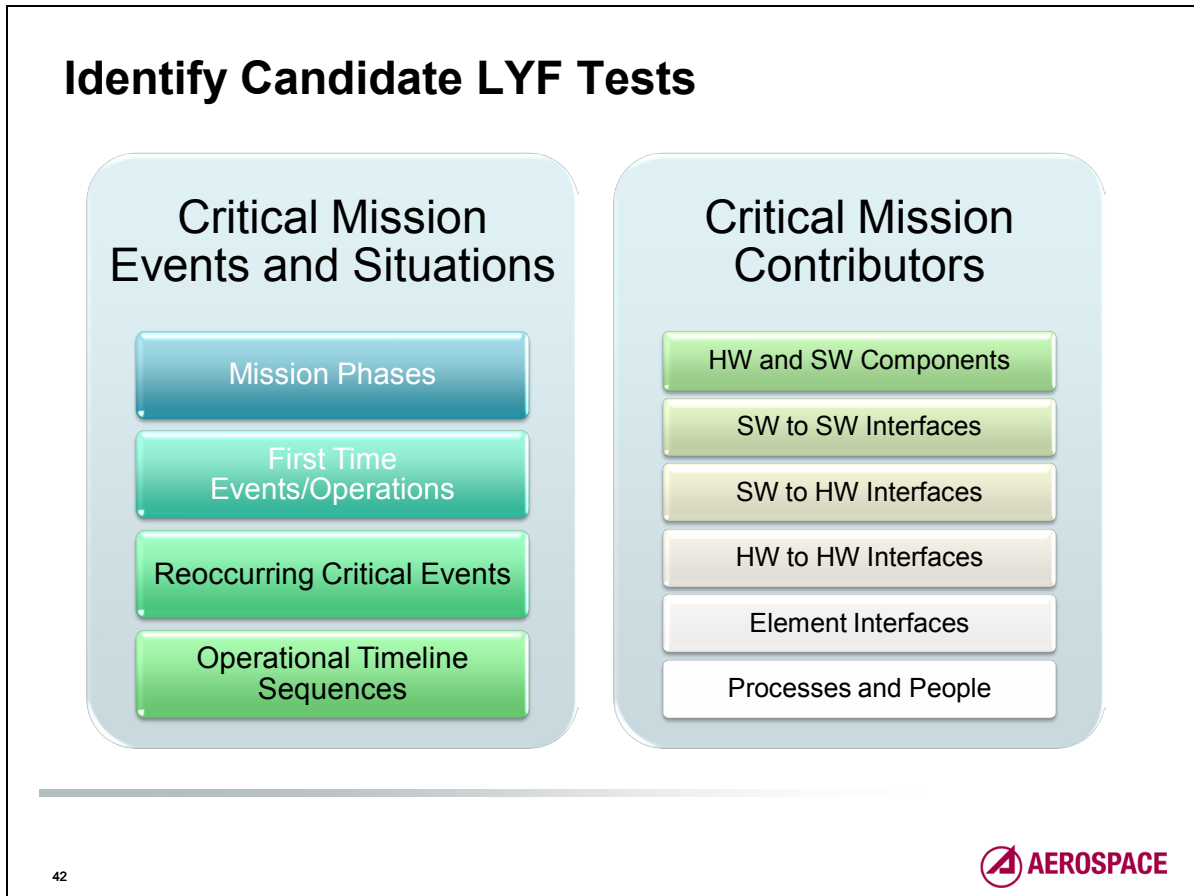 Identify Candidate LYF Tests
Critical Mission
Events and Situations
Mission Phases
First Time
Events/Operations
Reoccurring Critical Events
Operational Timeline
Sequences
Critical Mission
Contributors
HW and SW Components
SW to SW Interfaces
SW to HW Interfaces
HW to HW Interfaces
Element Interfaces
Processes and People
42
AEROSPACE